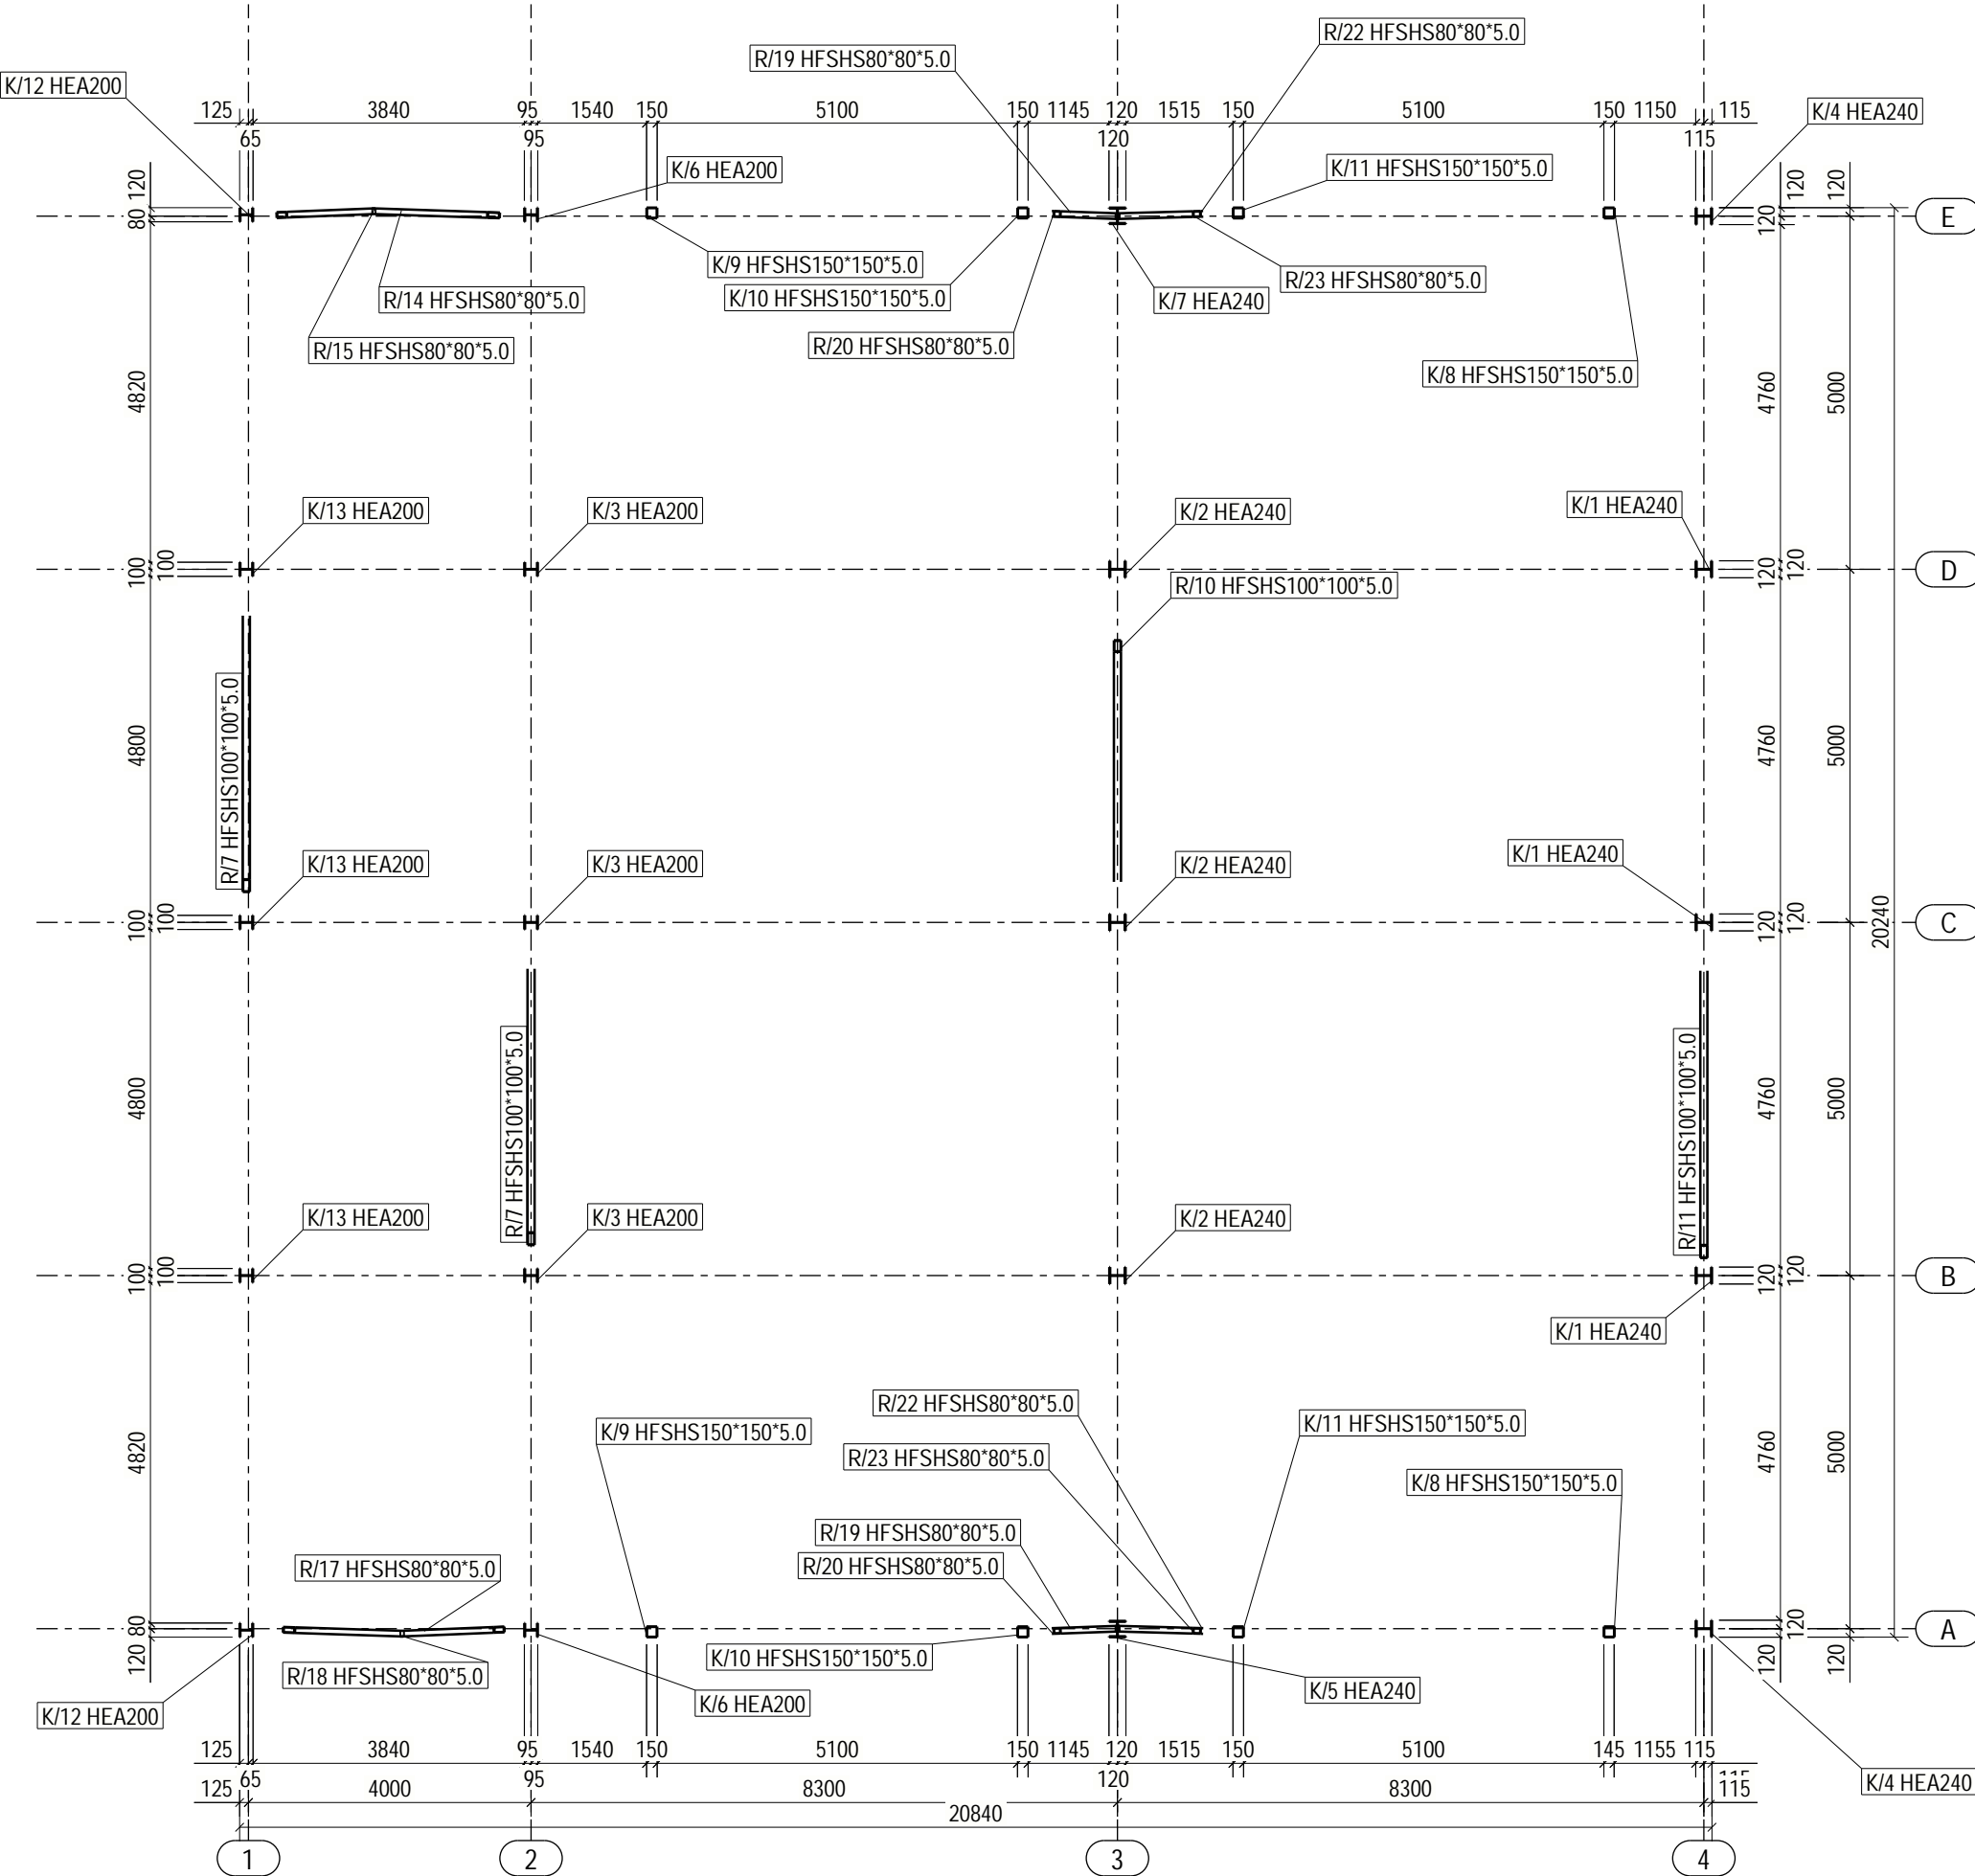 R/22 HFSHS80*80*5.0
R/19 HFSHS80*80*5.0
K/12 HEA200
125 3840 95 1540 150 5100 150 1145 120 1515 150 5100 150 1150 115
K/4 HEA240
65 95 120 115
K/6 HEA200
K/11 HFSHS150*150*5.0
120 120 120
80 120
E
K/9 HFSHS150*150*5.0
R/23 HFSHS80*80*5.0
R/14 HFSHS80*80*5.0
K/10 HFSHS150*150*5.0
K/7 HEA240
R/15 HFSHS80*80*5.0
R/20 HFSHS80*80*5.0
K/8 HFSHS150*150*5.0
4820 4760 5000
K/13 HEA200
K/3 HEA200
K/2 HEA240
K/1 HEA240
100 100 120 120
D
R/10 HFSHS100*100*5.0
R/7 HFSHS100*100*5.0
4800 4760 5000
K/13 HEA200
K/3 HEA200
K/2 HEA240
K/1 HEA240
100 100 120 120
20240
C
R/7 HFSHS100*100*5.0
R/11 HFSHS100*100*5.0
4800 4760 5000
K/13 HEA200
K/3 HEA200
K/2 HEA240
100 100 120 120
B
K/1 HEA240
R/22 HFSHS80*80*5.0
K/9 HFSHS150*150*5.0
K/11 HFSHS150*150*5.0
4820 4760 5000
R/23 HFSHS80*80*5.0
K/8 HFSHS150*150*5.0
R/19 HFSHS80*80*5.0
R/20 HFSHS80*80*5.0
R/17 HFSHS80*80*5.0
80 120
A
120 120 120
K/10 HFSHS150*150*5.0
R/18 HFSHS80*80*5.0
K/5 HEA240
K/6 HEA200
K/12 HEA200
125 3840 95 1540 150 5100 150 1145 120 1515 150 5100 145 1155 115
65 95 120
K/4 HEA240
125 4000 8300 8300 115
20840
1 2 3 4